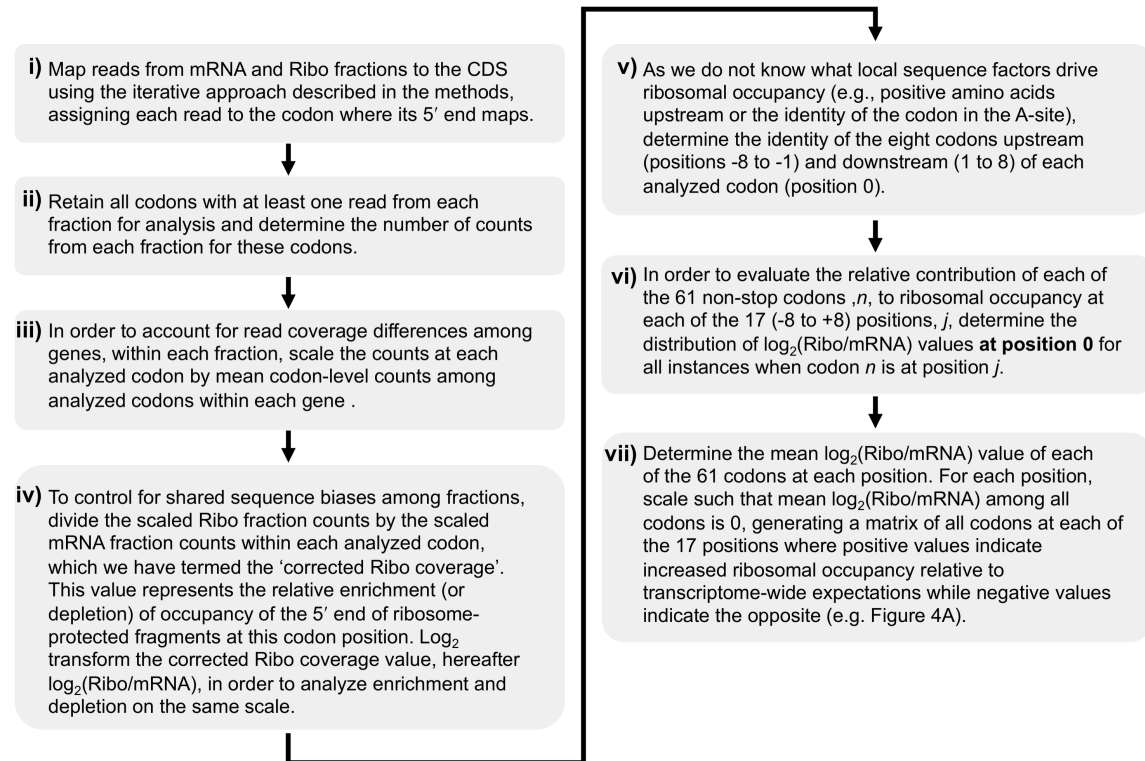 i) Map reads from mRNA and Ribo fractions to the CDS
using the iterative approach described in the methods,
assigning each read to the codon where its 5′ end maps.
ii) Retain all codons with at least one read from each
fraction for analysis and determine the number of counts
from each fraction for these codons.
iii) In order to account for read coverage differences among
genes, within each fraction, scale the counts at each
analyzed codon by mean codon-level counts among
analyzed codons within each gene .
iv) To control for shared sequence biases among fractions,
divide the scaled Ribo fraction counts by the scaled
mRNA fraction counts within each analyzed codon,
which we have termed the ‘corrected Ribo coverage’.
This value represents the relative enrichment (or
depletion) of occupancy of the 5′ end of ribosome-
protected fragments at this codon position. Log₂
transform the corrected Ribo coverage value, hereafter
log₂(Ribo/mRNA), in order to analyze enrichment and
depletion on the same scale.
v) As we do not know what local sequence factors drive
ribosomal occupancy (e.g., positive amino acids
upstream or the identity of the codon in the A-site),
determine the identity of the eight codons upstream
(positions -8 to -1) and downstream (1 to 8) of each
analyzed codon (position 0).
vi) In order to evaluate the relative contribution of each of
the 61 non-stop codons ,n, to ribosomal occupancy at
each of the 17 (-8 to +8) positions, j, determine the
distribution of log₂(Ribo/mRNA) values at position 0 for
all instances when codon n is at position j.
vii) Determine the mean log₂(Ribo/mRNA) value of each
of the 61 codons at each position. For each position,
scale such that mean log₂(Ribo/mRNA) among all
codons is 0, generating a matrix of all codons at each of
the 17 positions where positive values indicate
increased ribosomal occupancy relative to
transcriptome-wide expectations while negative values
indicate the opposite (e.g. Figure 4A).